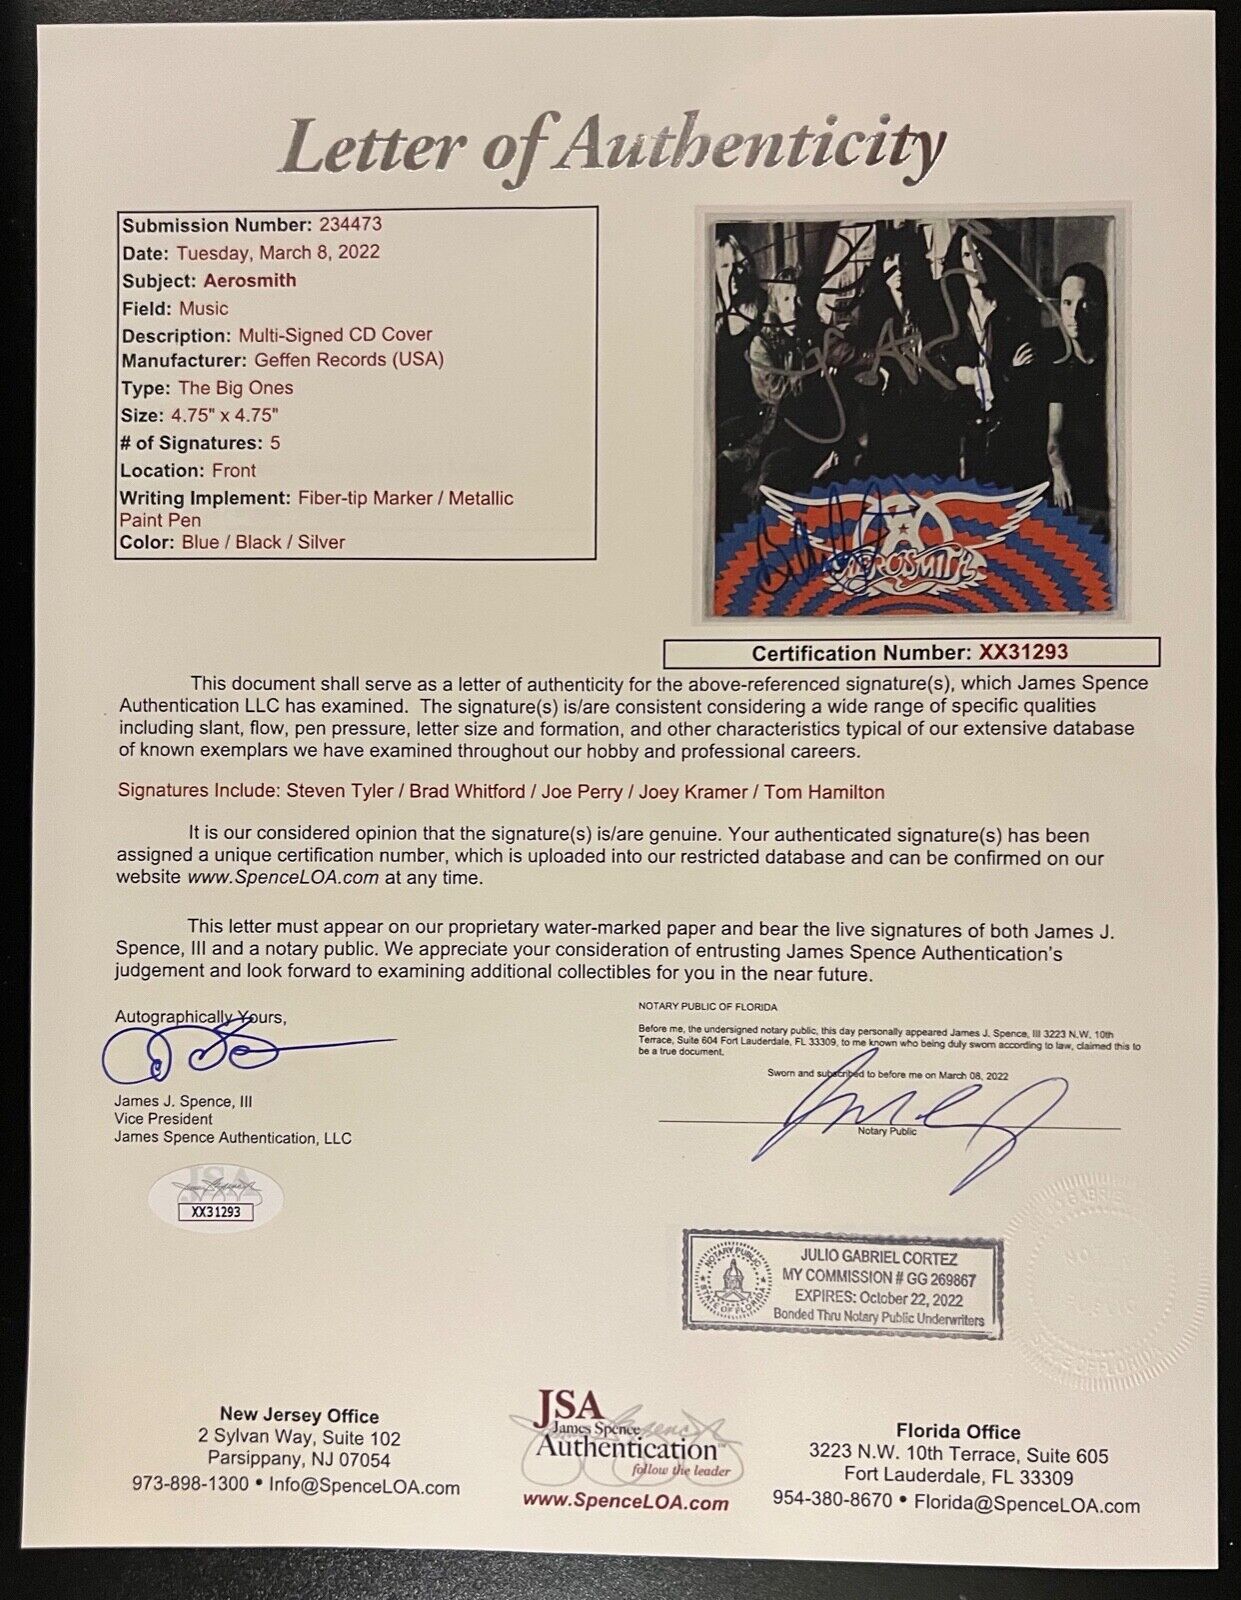 Letter of Authenticity
Submission Number: 234473
Date: Tuesday, March 8, 2022
Subject: Aerosmith
Field: Music
Description: Multi-Signed CD Cover
Manufacturer: Geffen Records (USA)
Type: The Big Ones
Size: 4.75" x 4.75"
# of Signatures: 5
Location: Front
Writing Implement: Fiber-tip Marker / Metallic
Paint Pen
Color: Blue / Black / Silver
AEROSMITH
Certification Number: XX31293
This document shall serve as a letter of authenticity for the above-referenced signature(s), which James Spence
Authentication LLC has examined. The signature(s) is/are consistent considering a wide range of specific qualities
including slant, flow, pen pressure, letter size and formation, and other characteristics typical of our extensive database
of known exemplars we have examined throughout our hobby and professional careers.
Signatures Include: Steven Tyler / Brad Whitford / Joe Perry / Joey Kramer / Tom Hamilton
It is our considered opinion that the signature(s) is/are genuine. Your authenticated signature(s) has been
assigned a unique certification number, which is uploaded into our restricted database and can be confirmed on our
website www.SpenceLOA.com at any time.
This letter must appear on our proprietary water-marked paper and bear the live signatures of both James J.
Spence, III and a notary public. We appreciate your consideration of entrusting James Spence Authentication's
judgement and look forward to examining additional collectibles for you in the near future.
Autographically Yours,
James J. Spence, III
Vice President
James Spence Authentication, LLC
JSA
XX31293
NOTARY PUBLIC OF FLORIDA
Before me, the undersigned notary public, this day personally appeared James J. Spence, III 3223 N.W. 10th
Terrace, Suite 604 Fort Lauderdale, FL 33309, to me known who being duly sworn according to law, claimed this to
be a true document.
Sworn and subscribed to before me on March 08, 2022
Notary Public
NOTARY PUBLIC
STATE OF FLORIDA
JULIO GABRIEL CORTEZ
MY COMMISSION # GG 269867
EXPIRES: October 22, 2022
Bonded Thru Notary Public Underwriters
STATE OF FLORIDA
New Jersey Office
2 Sylvan Way, Suite 102
Parsippany, NJ 07054
973-898-1300 • Info@SpenceLOA.com
JSA
James Spence
Authentication
follow the leader
www.SpenceLOA.com
Florida Office
3223 N.W. 10th Terrace, Suite 605
Fort Lauderdale, FL 33309
954-380-8670 • Florida@SpenceLOA.com